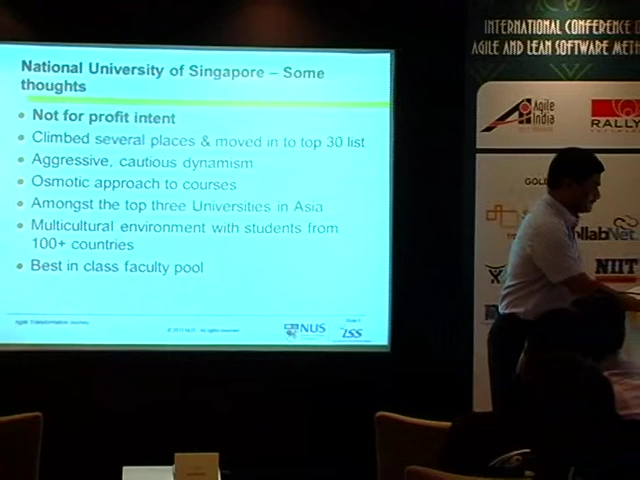 INTERNATIONAL CONFERENCE
AGILE AND LEAN SOFTWARE
National University of Singapore – Some
thoughts
Not for profit intent
Climbed several places & moved in to top 30 list
Aggressive, cautious dynamism
Osmotic approach to courses
Amongst the top three Universities in Asia
Multicultural environment with students from
100+ countries
Best in class faculty pool
NUS
ISS
Agile
India
RALLY
GOL
llabNet
NIIT